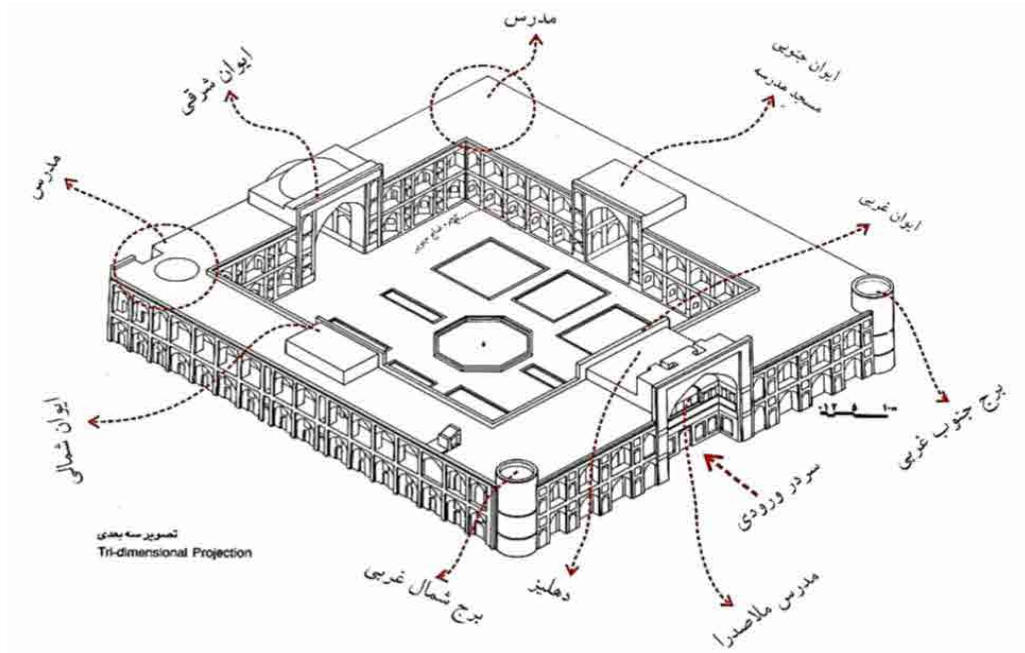 مدرس
ایوان شرقی
ایوان جنوبی
مسجد مدرسه
مدرس
ایوان غربی
ایوان شمالی
برج جنوب غربی
سردر ورودی
تصویر سه بعدی
Tri-dimensional Projection
برج شمال غربی
دهلیز
مدرس ملاصدرا